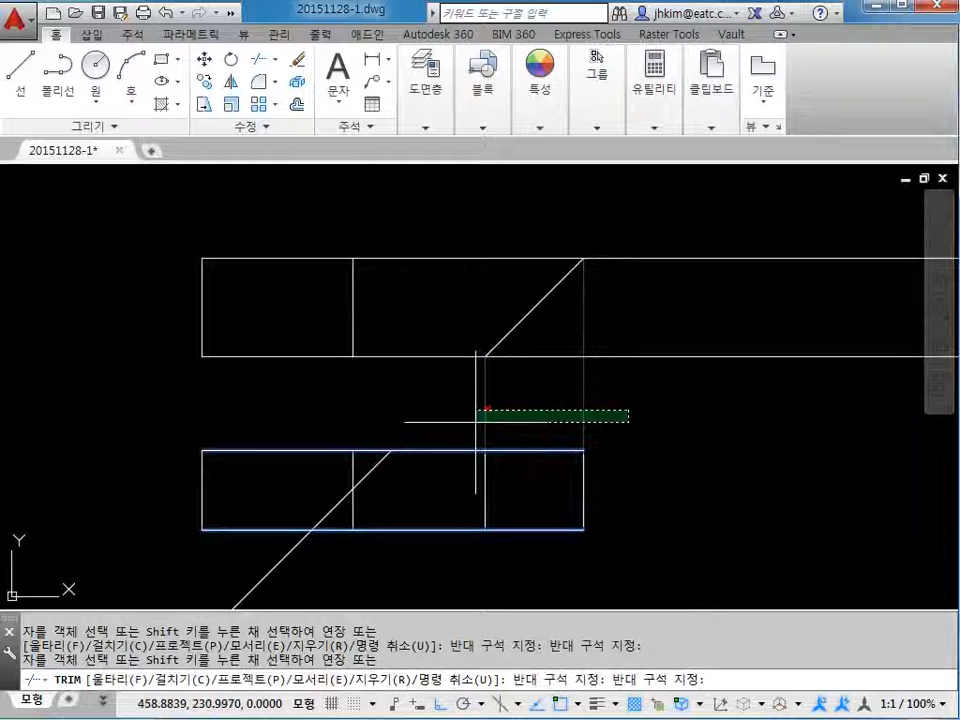 20151128-1.dwg
키워드 또는 구절 입력
jhkim@eatc.c...
홈 삽입 주석 파라메트릭 뷰 관리 출력 애드인 Autodesk 360 BIM 360 Express Tools Raster Tools Vault
선 폴리선 원 호 문자 도면층 블록 특성 그룹 유틸리티 클립보드 기준
그리기 수정 주석 뷰
20151128-1*
Y
X
자를 객체 선택 또는 Shift 키를 누른 채 선택하여 연장 또는
[울타리(F)/걸치기(C)/프로젝트(P)/모서리(E)/지우기(R)/명령 취소(U)]: 반대 구석 지정: 반대 구석 지정:
자를 객체 선택 또는 Shift 키를 누른 채 선택하여 연장 또는
TRIM [울타리(F)/걸치기(C)/프로젝트(P)/모서리(E)/지우기(R)/명령 취소(U)]: 반대 구석 지정: 반대 구석 지정:
모형 458.8839, 230.9970, 0.0000 모형 1:1 / 100%